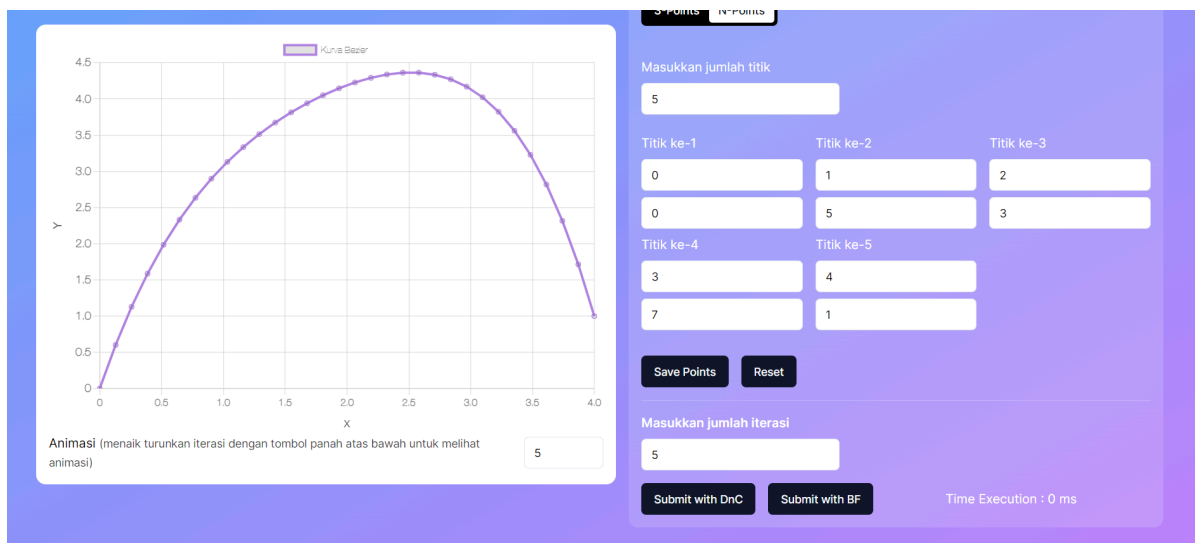 3-Points N-Points
Kurva Bezier
4.5
4.0
3.5
3.0
2.5
2.0
1.5
1.0
0.5
0
Y
0 0.5 1.0 1.5 2.0 2.5 3.0 3.5 4.0
X
Animasi (menaik turunkan iterasi dengan tombol panah atas bawah untuk melihat
animasi)
5
Masukkan jumlah titik
5
Titik ke-1 Titik ke-2 Titik ke-3
0 1 2
0 5 3
Titik ke-4 Titik ke-5
3 4
7 1
Save Points Reset
Masukkan jumlah iterasi
5
Submit with DnC Submit with BF Time Execution : 0 ms